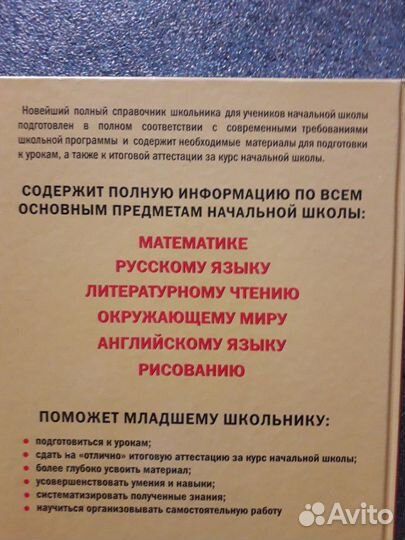 Новейший полный справочник школьника для учеников начальной школы
подготовлен в полном соответствии с современными требованиями
школьной программы и содержит необходимые материалы для подготовки
к урокам, а также к итоговой аттестации за курс начальной школы.
СОДЕРЖИТ ПОЛНУЮ ИНФОРМАЦИЮ ПО ВСЕМ
ОСНОВНЫМ ПРЕДМЕТАМ НАЧАЛЬНОЙ ШКОЛЫ:
МАТЕМАТИКЕ
РУССКОМУ ЯЗЫКУ
ЛИТЕРАТУРНОМУ ЧТЕНИЮ
ОКРУЖАЮЩЕМУ МИРУ
АНГЛИЙСКОМУ ЯЗЫКУ
РИСОВАНИЮ
ПОМОЖЕТ МЛАДШЕМУ ШКОЛЬНИКУ:
• подготовиться к урокам;
• сдать на «отлично» итоговую аттестацию за курс начальной школы;
• более глубоко усвоить материал;
• усовершенствовать умения и навыки;
• систематизировать полученные знания;
• научиться организовывать самостоятельную работу
Avito